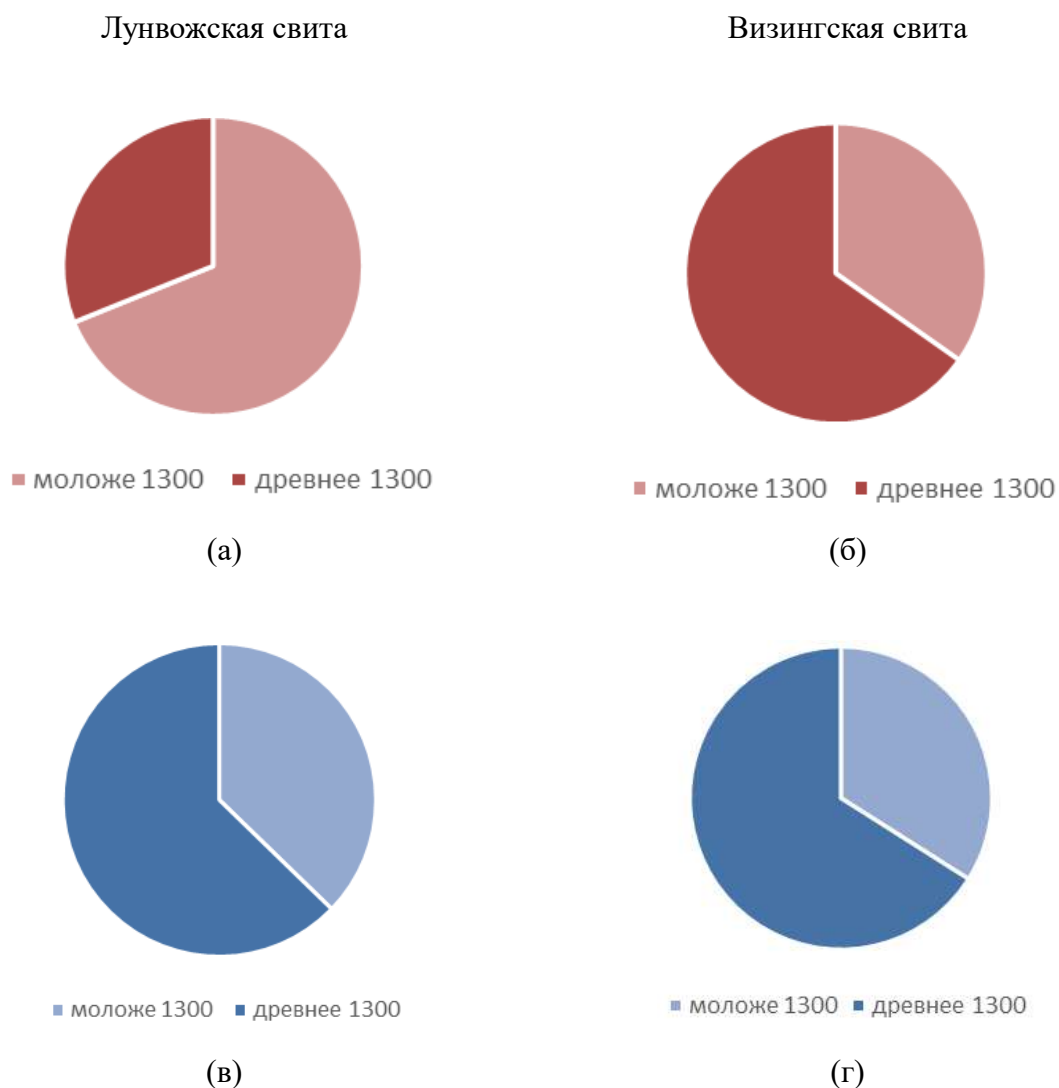 Лунвожская свита
Визингская свита
моложе 1300 древнее 1300
моложе 1300 древнее 1300
(а)
(б)
моложе 1300 древнее 1300
моложе 1300 древнее 1300
(в)
(г)